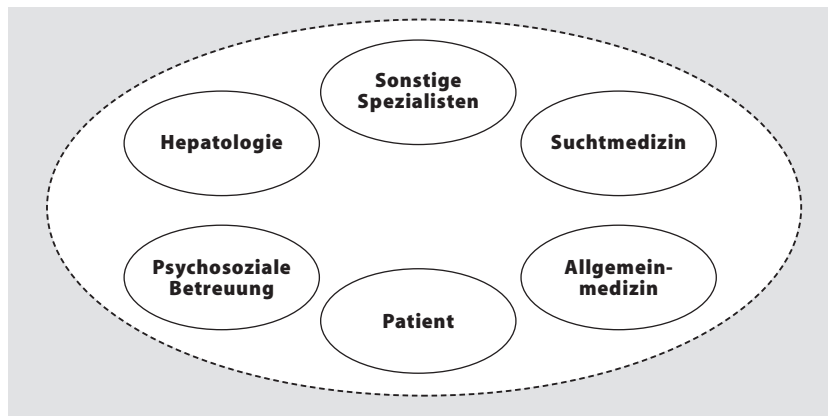 Sonstige
Spezialisten
Hepatologie
Suchtmedizin
Psychosoziale
Betreuung
Allgemein-
medizin
Patient